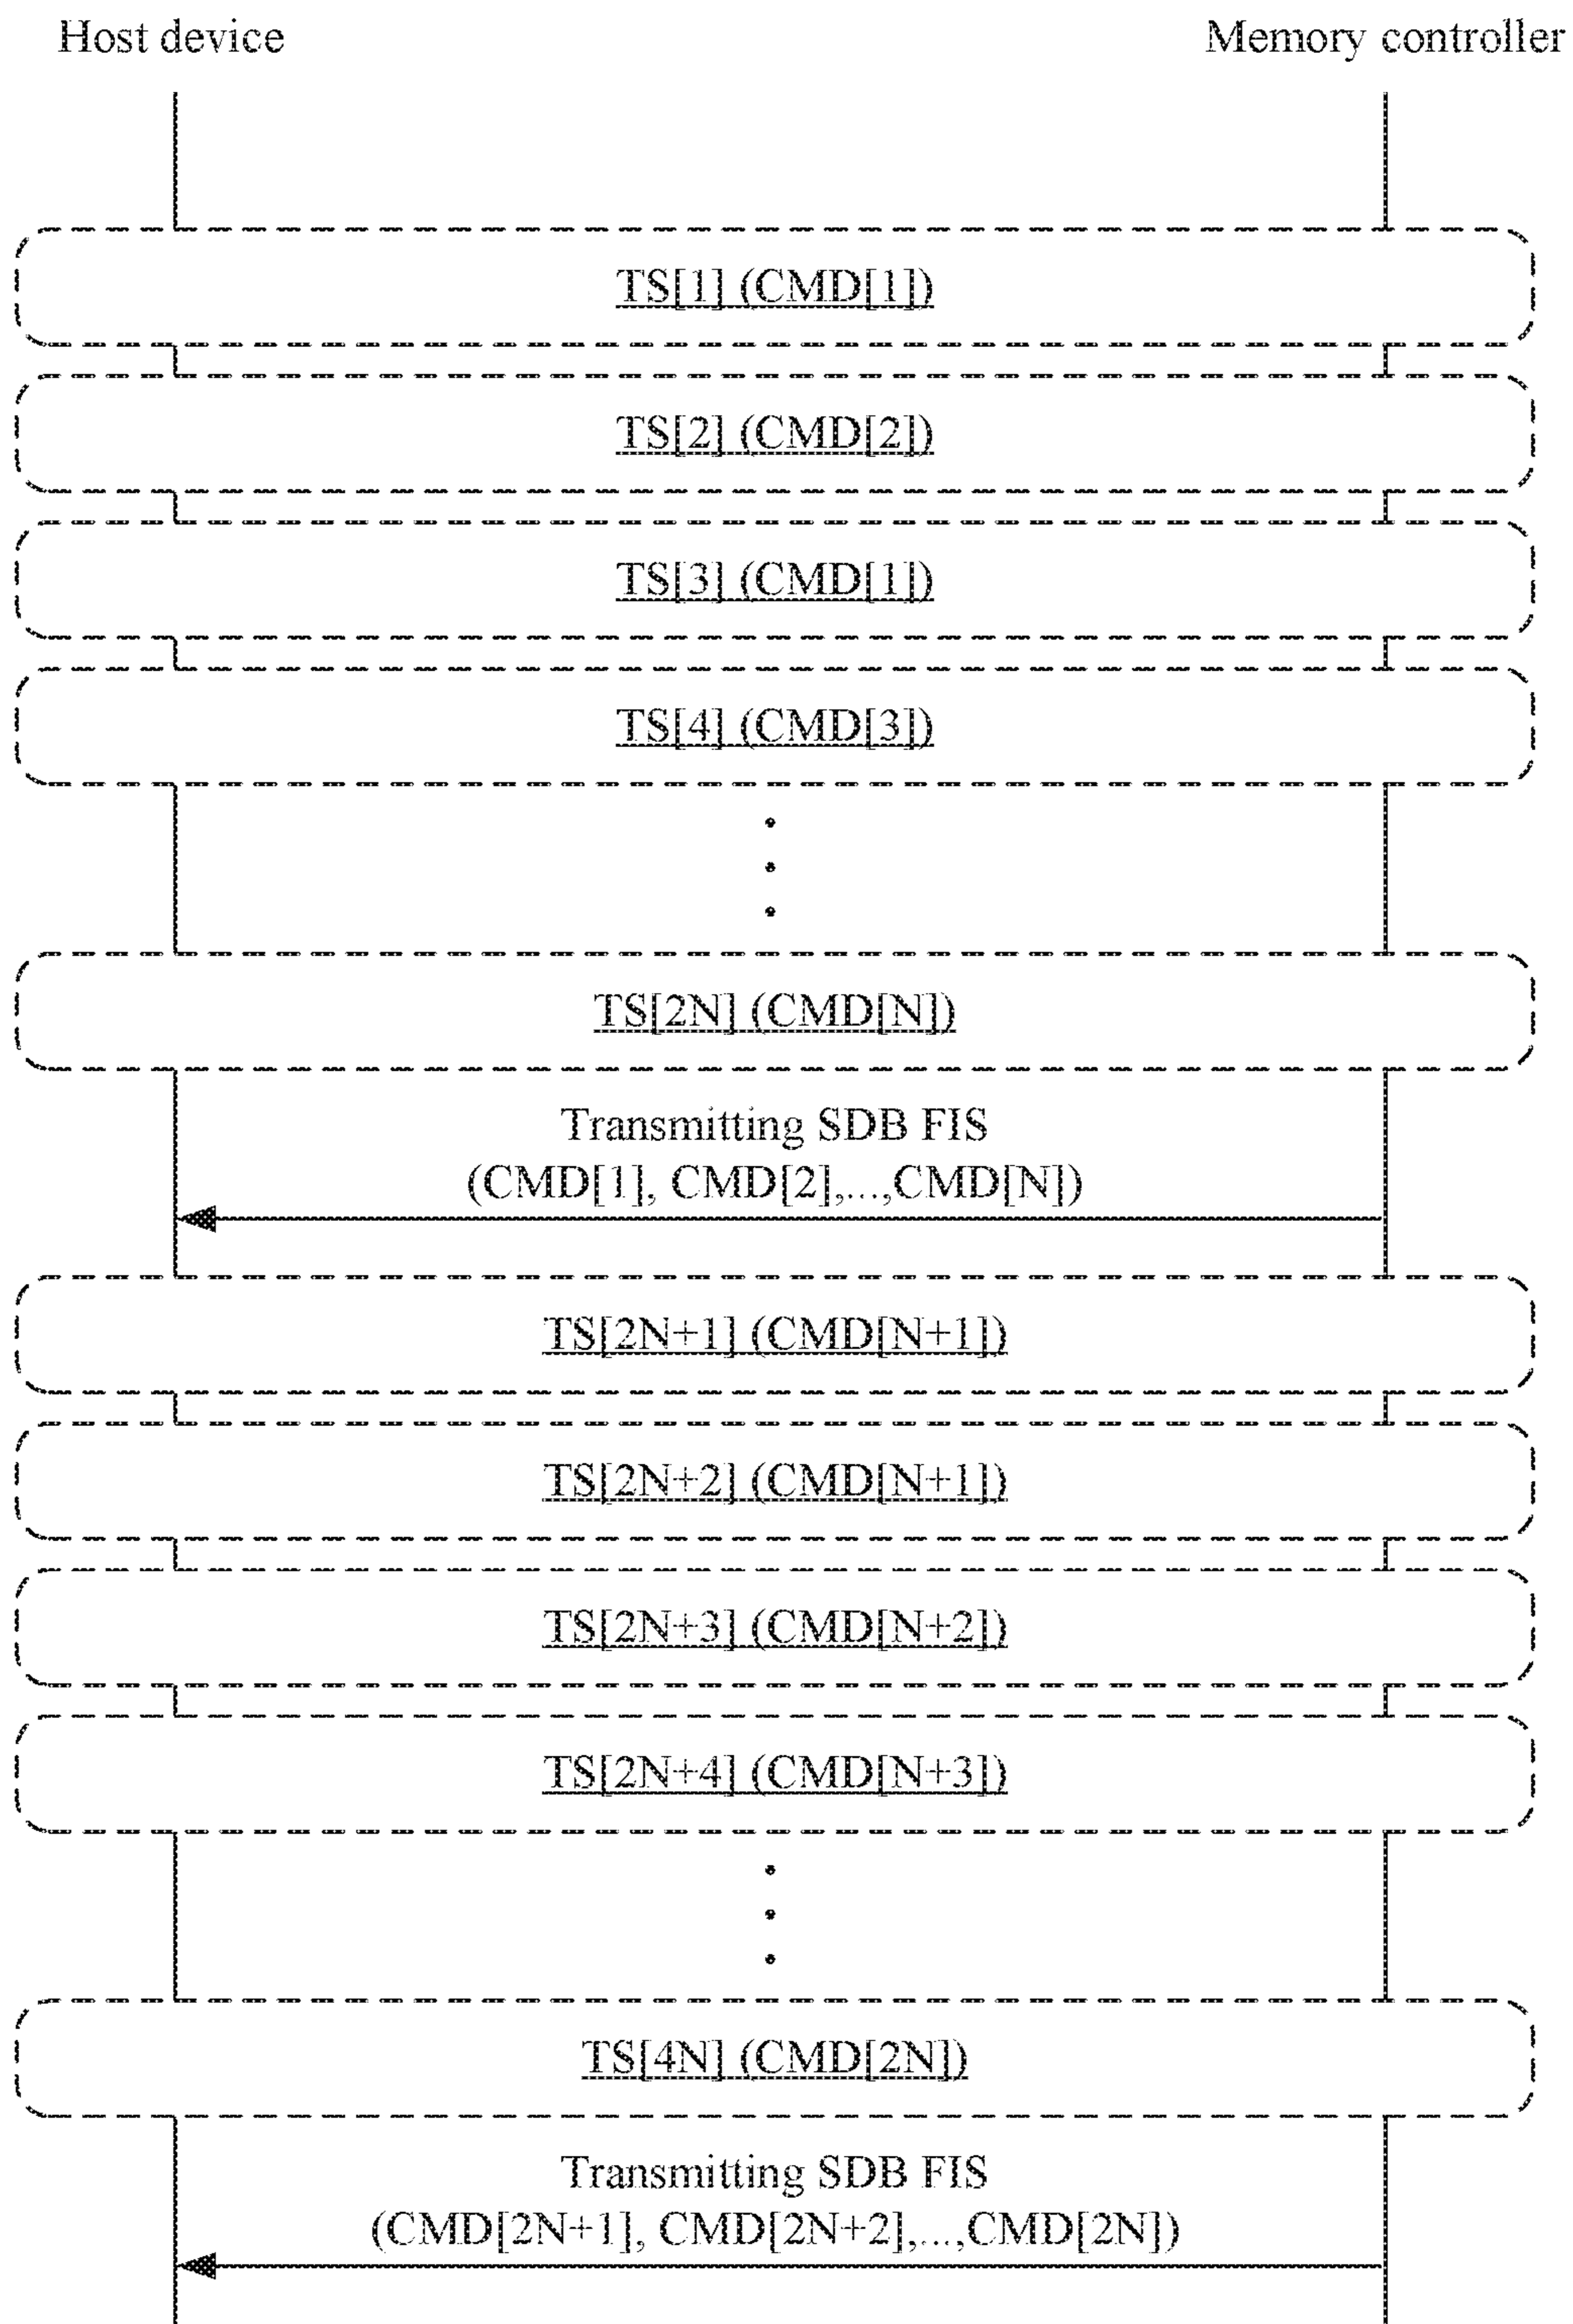 Host device
Memory controller
TS[1] (CMD[1])
TS[2] (CMD[2])
TS[3] (CMD[1])
TS[4] (CMD[3])
TS[2N] (CMD[N])
Transmitting SDB FIS
(CMD[1], CMD[2],...,CMD[N])
TS[2N+1] (CMD[N+1])
TS[2N+2] (CMD[N+1])
TS[2N+3] (CMD[N+2])
TS[2N+4] (CMD[N+3])
TS[4N] (CMD[2N])
Transmitting SDB FIS
(CMD[2N+1], CMD[2N+2],...,CMD[2N])